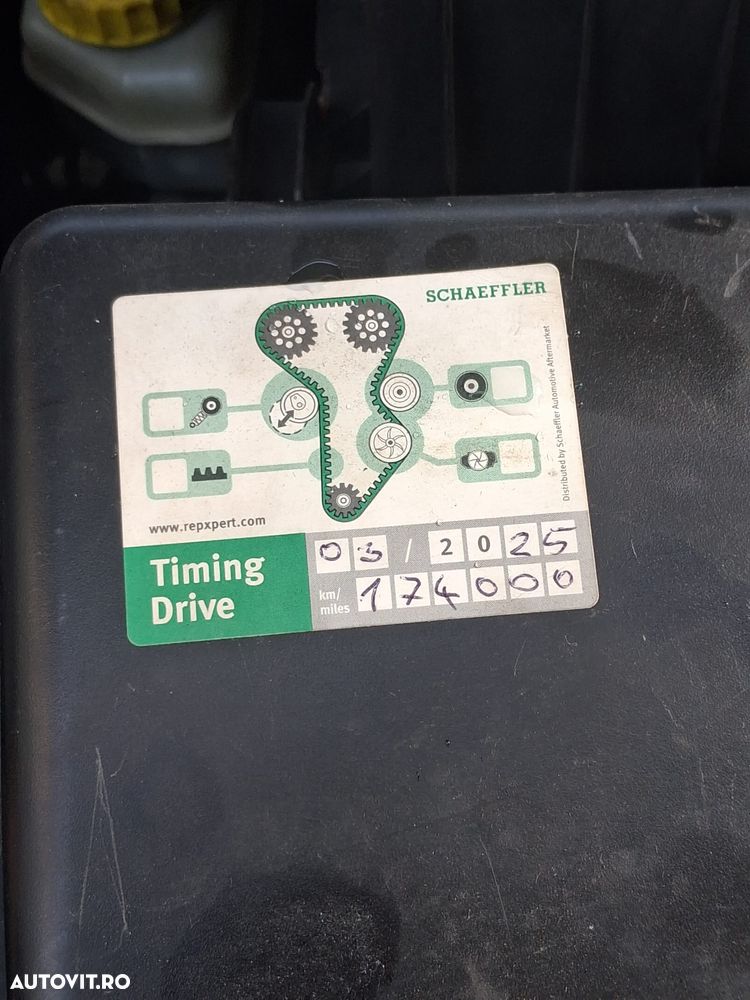 SCHAEFFLER
Distributed by Schaeffler Automotive Aftermarket
www.repxpert.com
Timing
Drive
03 / 2025
km/
miles
174000
AUTOVIT.RO